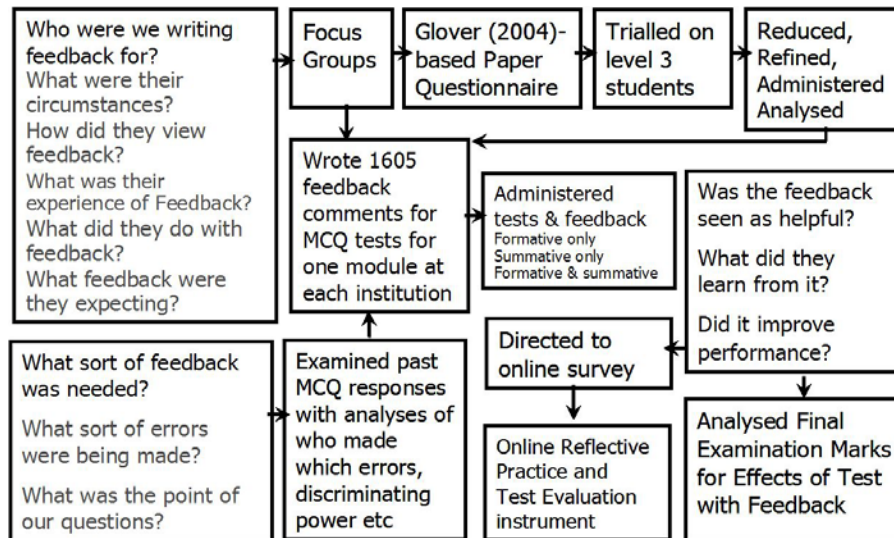 Who were we writing
feedback for?
What were their
circumstances?
How did they view
feedback?
What was their
experience of Feedback?
What did they do with
feedback?
What feedback were
they expecting?
Focus
Groups
Glover (2004)-
based Paper
Questionnaire
Trialled on
level 3
students
Reduced,
Refined,
Administered
Analysed
Wrote 1605
feedback
comments for
MCQ tests for
one module at
each institution
Administered
tests & feedback
Formative only
Summative only
Formative & summative
Was the feedback
seen as helpful?
What did they
learn from it?
Did it improve
performance?
What sort of feedback
was needed?
What sort of errors
were being made?
What was the point of
our questions?
Examined past
MCQ responses
with analyses of
who made
which errors,
discriminating
power etc
Directed to
online survey
Online Reflective
Practice and
Test Evaluation
instrument
Analysed Final
Examination Marks
for Effects of Test
with Feedback